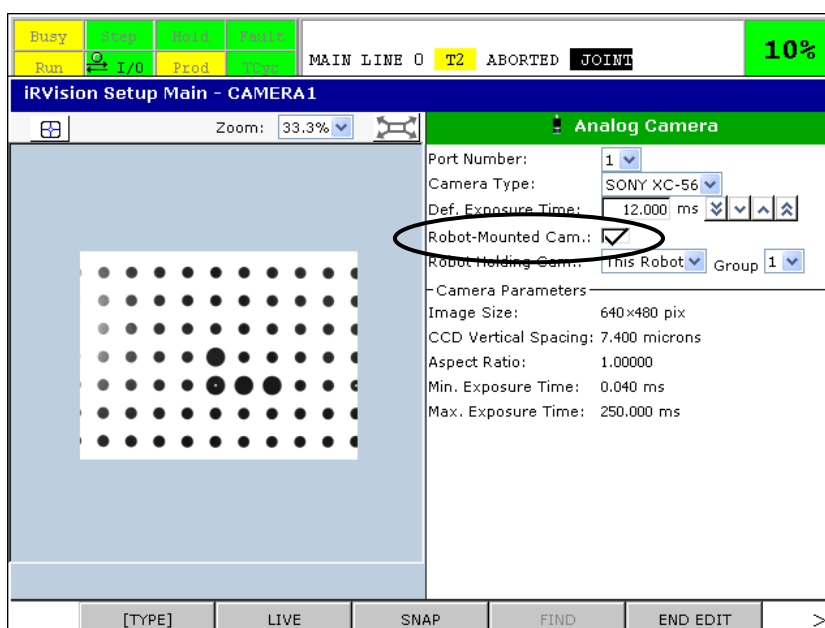 Busy Step Hold Fault
Run I/O Prod TCyc MAIN LINE 0 T2 ABORTED JOINT 10%
iRVision Setup Main - CAMERA1
Zoom: 33.3% Analog Camera
Port Number: 1
Camera Type: SONY XC-56
Def. Exposure Time: 12.000 ms
Robot-Mounted Cam.:
Robot Holding Cam.: This Robot Group 1
Camera Parameters
Image Size: 640×480 pix
CCD Vertical Spacing: 7.400 microns
Aspect Ratio: 1.00000
Min. Exposure Time: 0.040 ms
Max. Exposure Time: 250.000 ms
[TYPE] LIVE SNAP FIND END EDIT >